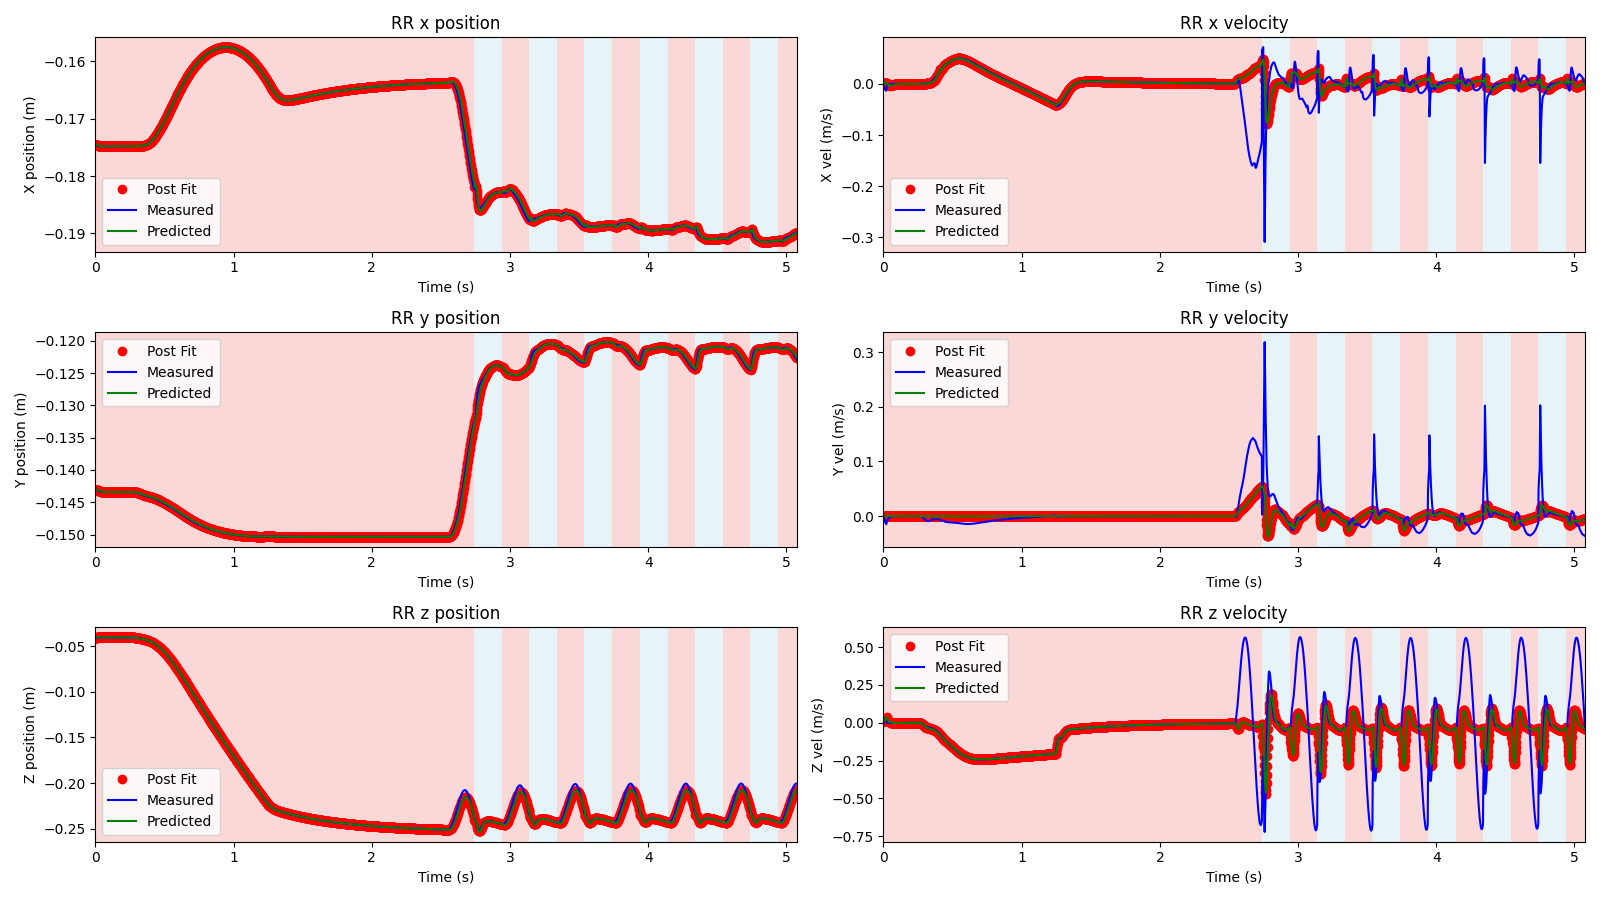 RR x position
X position (m)
−0.16
−0.17
−0.18
−0.19
Post Fit
Measured
Predicted
0 1 2 3 4 5
Time (s)
RR x velocity
X vel (m/s)
0.0
−0.1
−0.2
−0.3
Post Fit
Measured
Predicted
0 1 2 3 4 5
Time (s)
RR y position
Y position (m)
−0.120
−0.125
−0.130
−0.135
−0.140
−0.145
−0.150
Post Fit
Measured
Predicted
0 1 2 3 4 5
Time (s)
RR y velocity
Y vel (m/s)
0.3
0.2
0.1
0.0
Post Fit
Measured
Predicted
0 1 2 3 4 5
Time (s)
RR z position
Z position (m)
−0.05
−0.10
−0.15
−0.20
−0.25
Post Fit
Measured
Predicted
0 1 2 3 4 5
Time (s)
RR z velocity
Z vel (m/s)
0.50
0.25
0.00
−0.25
−0.50
−0.75
Post Fit
Measured
Predicted
0 1 2 3 4 5
Time (s)